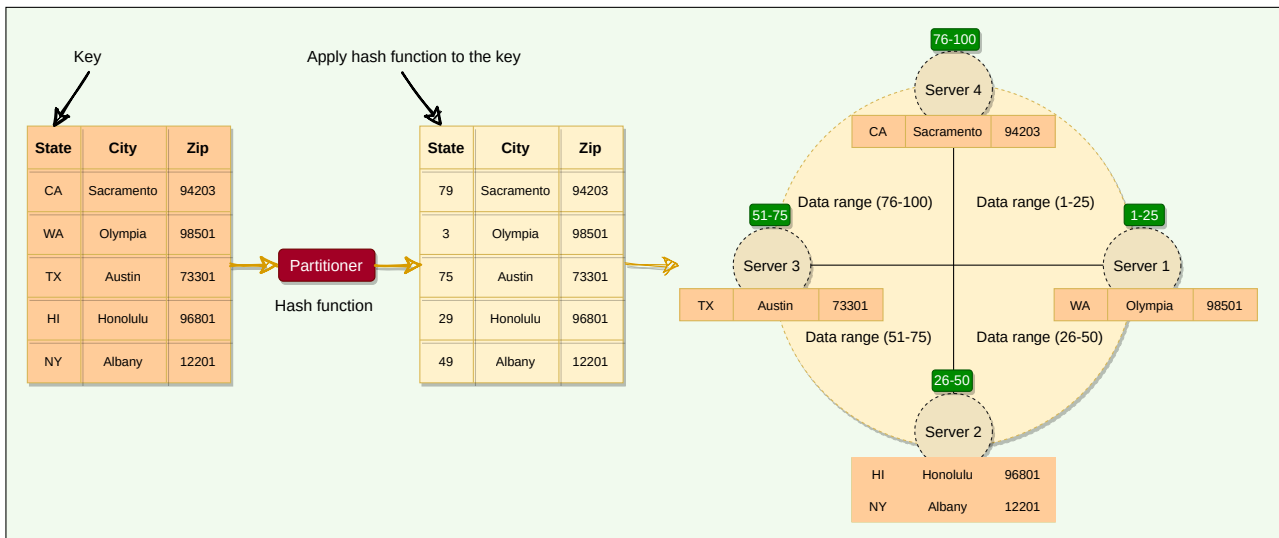 Key
Apply hash function to the key
State City Zip
CA Sacramento 94203
WA Olympia 98501
TX Austin 73301
HI Honolulu 96801
NY Albany 12201
Partitioner
Hash function
State City Zip
79 Sacramento 94203
3 Olympia 98501
75 Austin 73301
29 Honolulu 96801
49 Albany 12201
76-100
Server 4
CA Sacramento 94203
Data range (76-100)
Data range (1-25)
51-75
Server 3
TX Austin 73301
1-25
Server 1
WA Olympia 98501
Data range (51-75)
Data range (26-50)
26-50
Server 2
HI Honolulu 96801
NY Albany 12201